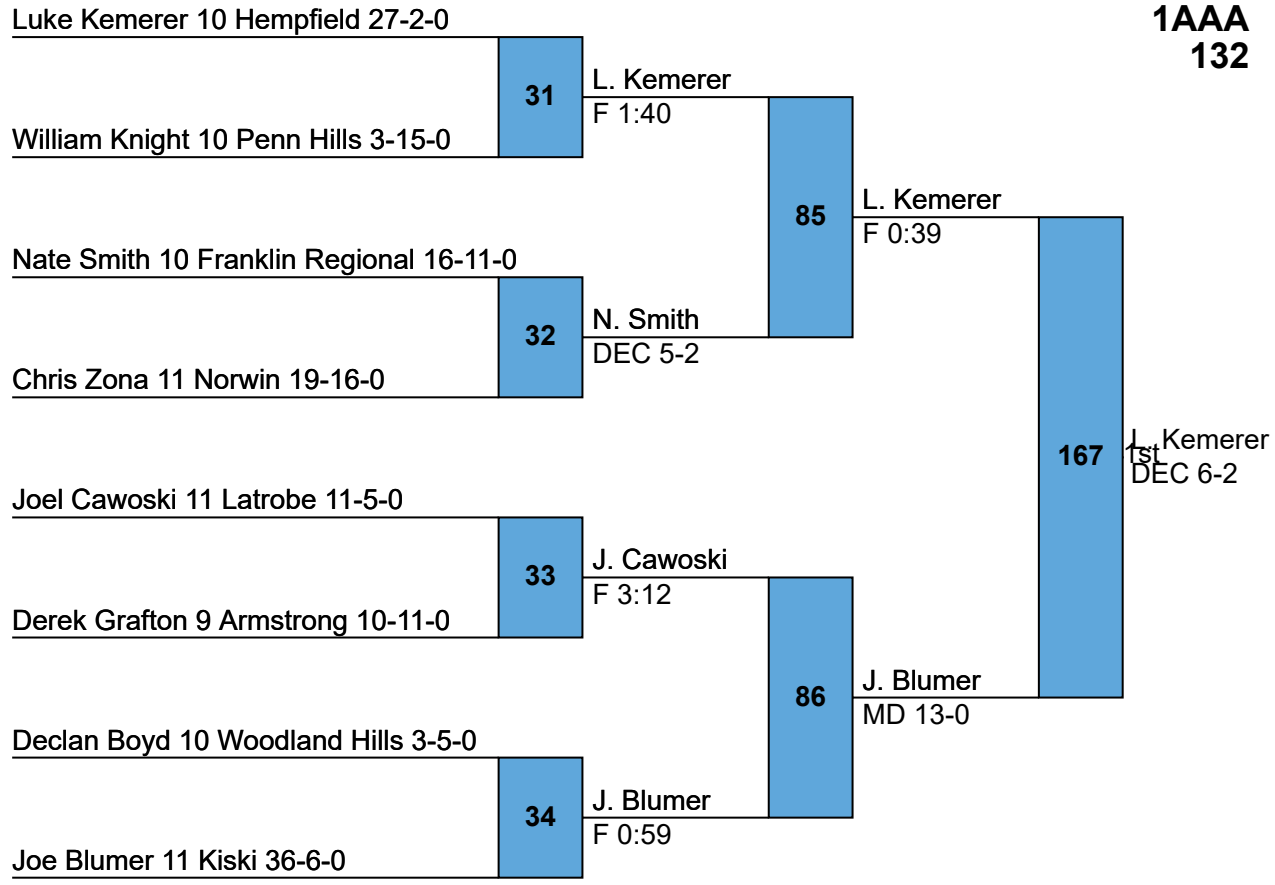 Luke Kemerer 10 Hempfield 27-2-0
1AAA
132
31
L. Kemerer
F 1:40
William Knight 10 Penn Hills 3-15-0
85
L. Kemerer
F 0:39
Nate Smith 10 Franklin Regional 16-11-0
32
N. Smith
DEC 5-2
Chris Zona 11 Norwin 19-16-0
167
L. Kemerer
1st
DEC 6-2
Joel Cawoski 11 Latrobe 11-5-0
33
J. Cawoski
F 3:12
Derek Grafton 9 Armstrong 10-11-0
86
J. Blumer
MD 13-0
Declan Boyd 10 Woodland Hills 3-5-0
34
J. Blumer
F 0:59
Joe Blumer 11 Kiski 36-6-0